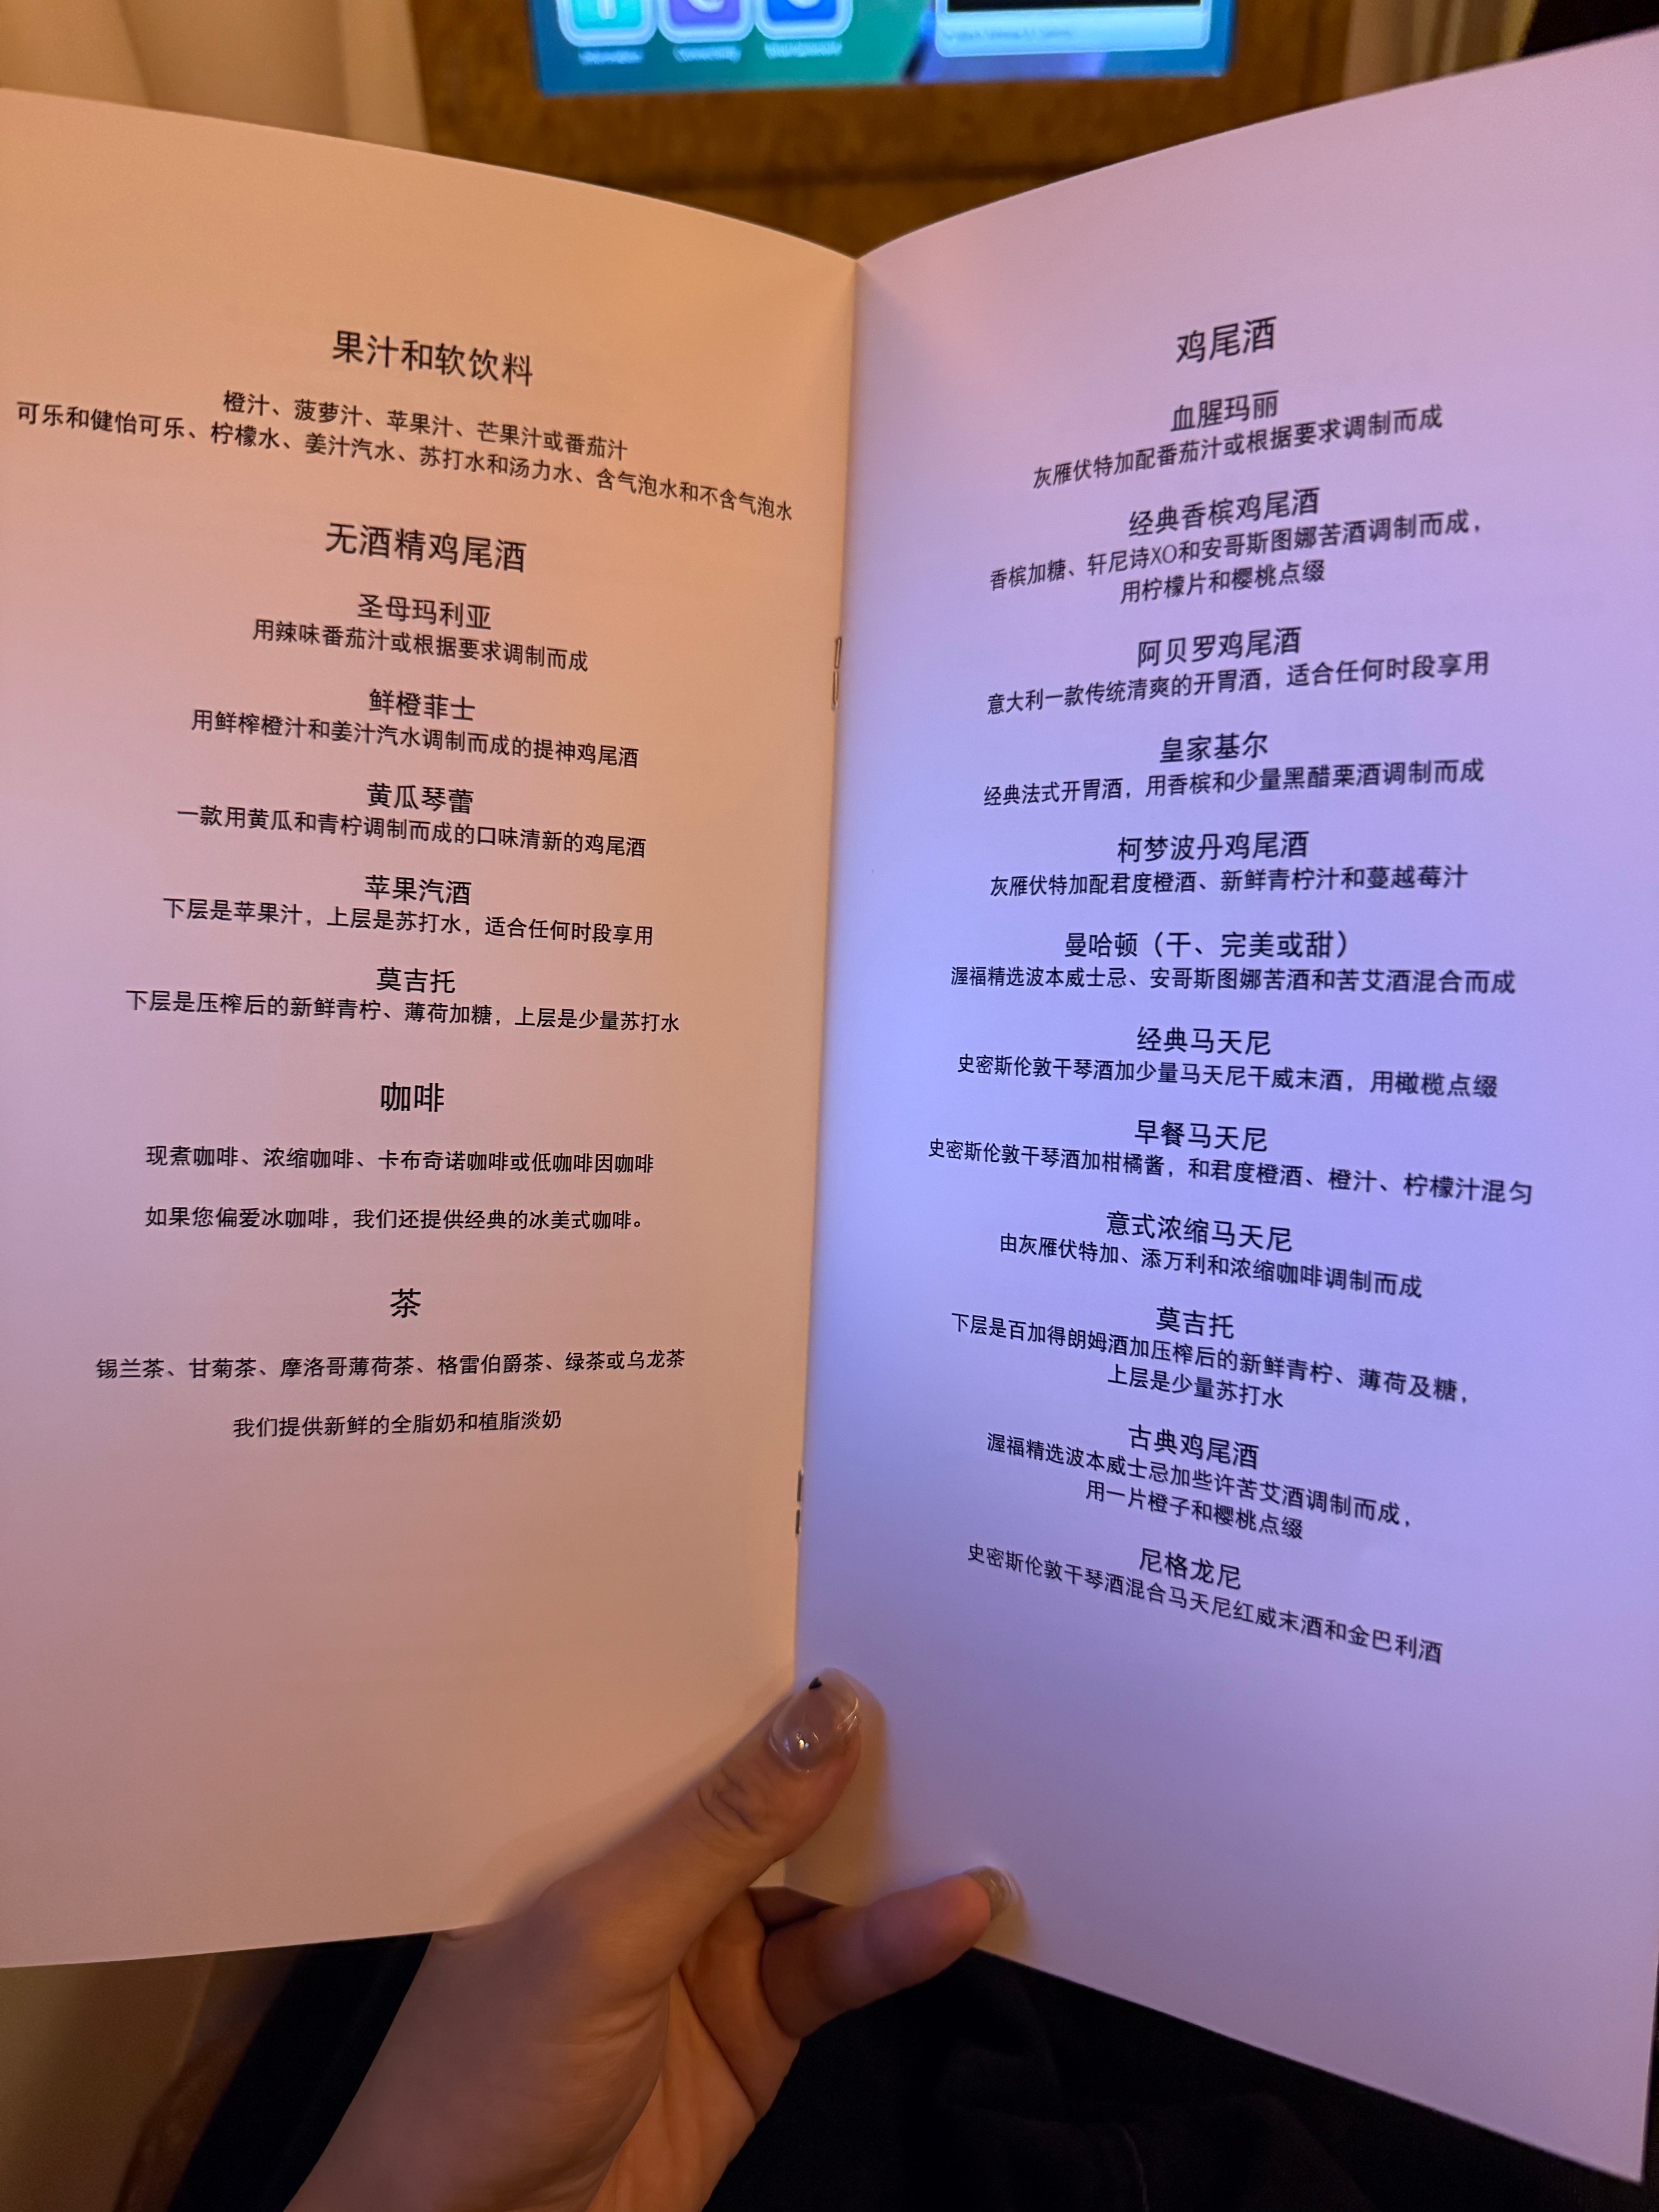 果汁和软饮料
橙汁、菠萝汁、苹果汁、芒果汁或番茄汁
可乐和健怡可乐、柠檬水、姜汁汽水、苏打水和汤力水、含气泡水和不含气泡水
无酒精鸡尾酒
圣母玛利亚
用辣味番茄汁或根据要求调制而成
鲜橙菲士
用鲜榨橙汁和姜汁汽水调制而成的提神鸡尾酒
黄瓜琴蕾
一款用黄瓜和青柠调制而成的口味清新的鸡尾酒
苹果汽酒
下层是苹果汁，上层是苏打水，适合任何时段享用
莫吉托
下层是压榨后的新鲜青柠、薄荷加糖，上层是少量苏打水
咖啡
现煮咖啡、浓缩咖啡、卡布奇诺咖啡或低咖啡因咖啡
如果您偏爱冰咖啡，我们还提供经典的冰美式咖啡。
茶
锡兰茶、甘菊茶、摩洛哥薄荷茶、格雷伯爵茶、绿茶或乌龙茶
我们提供新鲜的全脂奶和植脂淡奶
鸡尾酒
血腥玛丽
灰雁伏特加配番茄汁或根据要求调制而成
经典香槟鸡尾酒
香槟加糖、轩尼诗XO和安哥斯图娜苦酒调制而成，
用柠檬片和樱桃点缀
阿贝罗鸡尾酒
意大利一款传统清爽的开胃酒，适合任何时段享用
皇家基尔
经典法式开胃酒，用香槟和少量黑醋栗酒调制而成
柯梦波丹鸡尾酒
灰雁伏特加配君度橙酒、新鲜青柠汁和蔓越莓汁
曼哈顿（干、完美或甜）
渥福精选波本威士忌、安哥斯图娜苦酒和苦艾酒混合而成
经典马天尼
史密斯伦敦干琴酒加少量马天尼干威末酒，用橄榄点缀
早餐马天尼
史密斯伦敦干琴酒加柑橘酱，和君度橙酒、橙汁、柠檬汁混匀
意式浓缩马天尼
由灰雁伏特加、添万利和浓缩咖啡调制而成
莫吉托
下层是百加得朗姆酒加压榨后的新鲜青柠、薄荷及糖，
上层是少量苏打水
古典鸡尾酒
渥福精选波本威士忌加些许苦艾酒调制而成，
用一片橙子和樱桃点缀
尼格龙尼
史密斯伦敦干琴酒混合马天尼红威末酒和金巴利酒